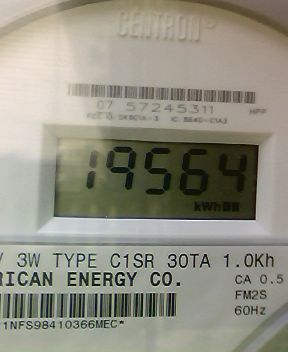 CENTRON
07 57245311 HPP
19564
kWh
V 3W TYPE C1SR 30TA 1.0Kh
RICAN ENERGY CO. CA 0.5
FM2S
60Hz
1NFS98410366MEC*